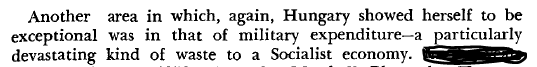 Another area in which, again, Hungary showed herself to be
exceptional was in that of military expenditure—a particularly
devastating kind of waste to a Socialist economy.